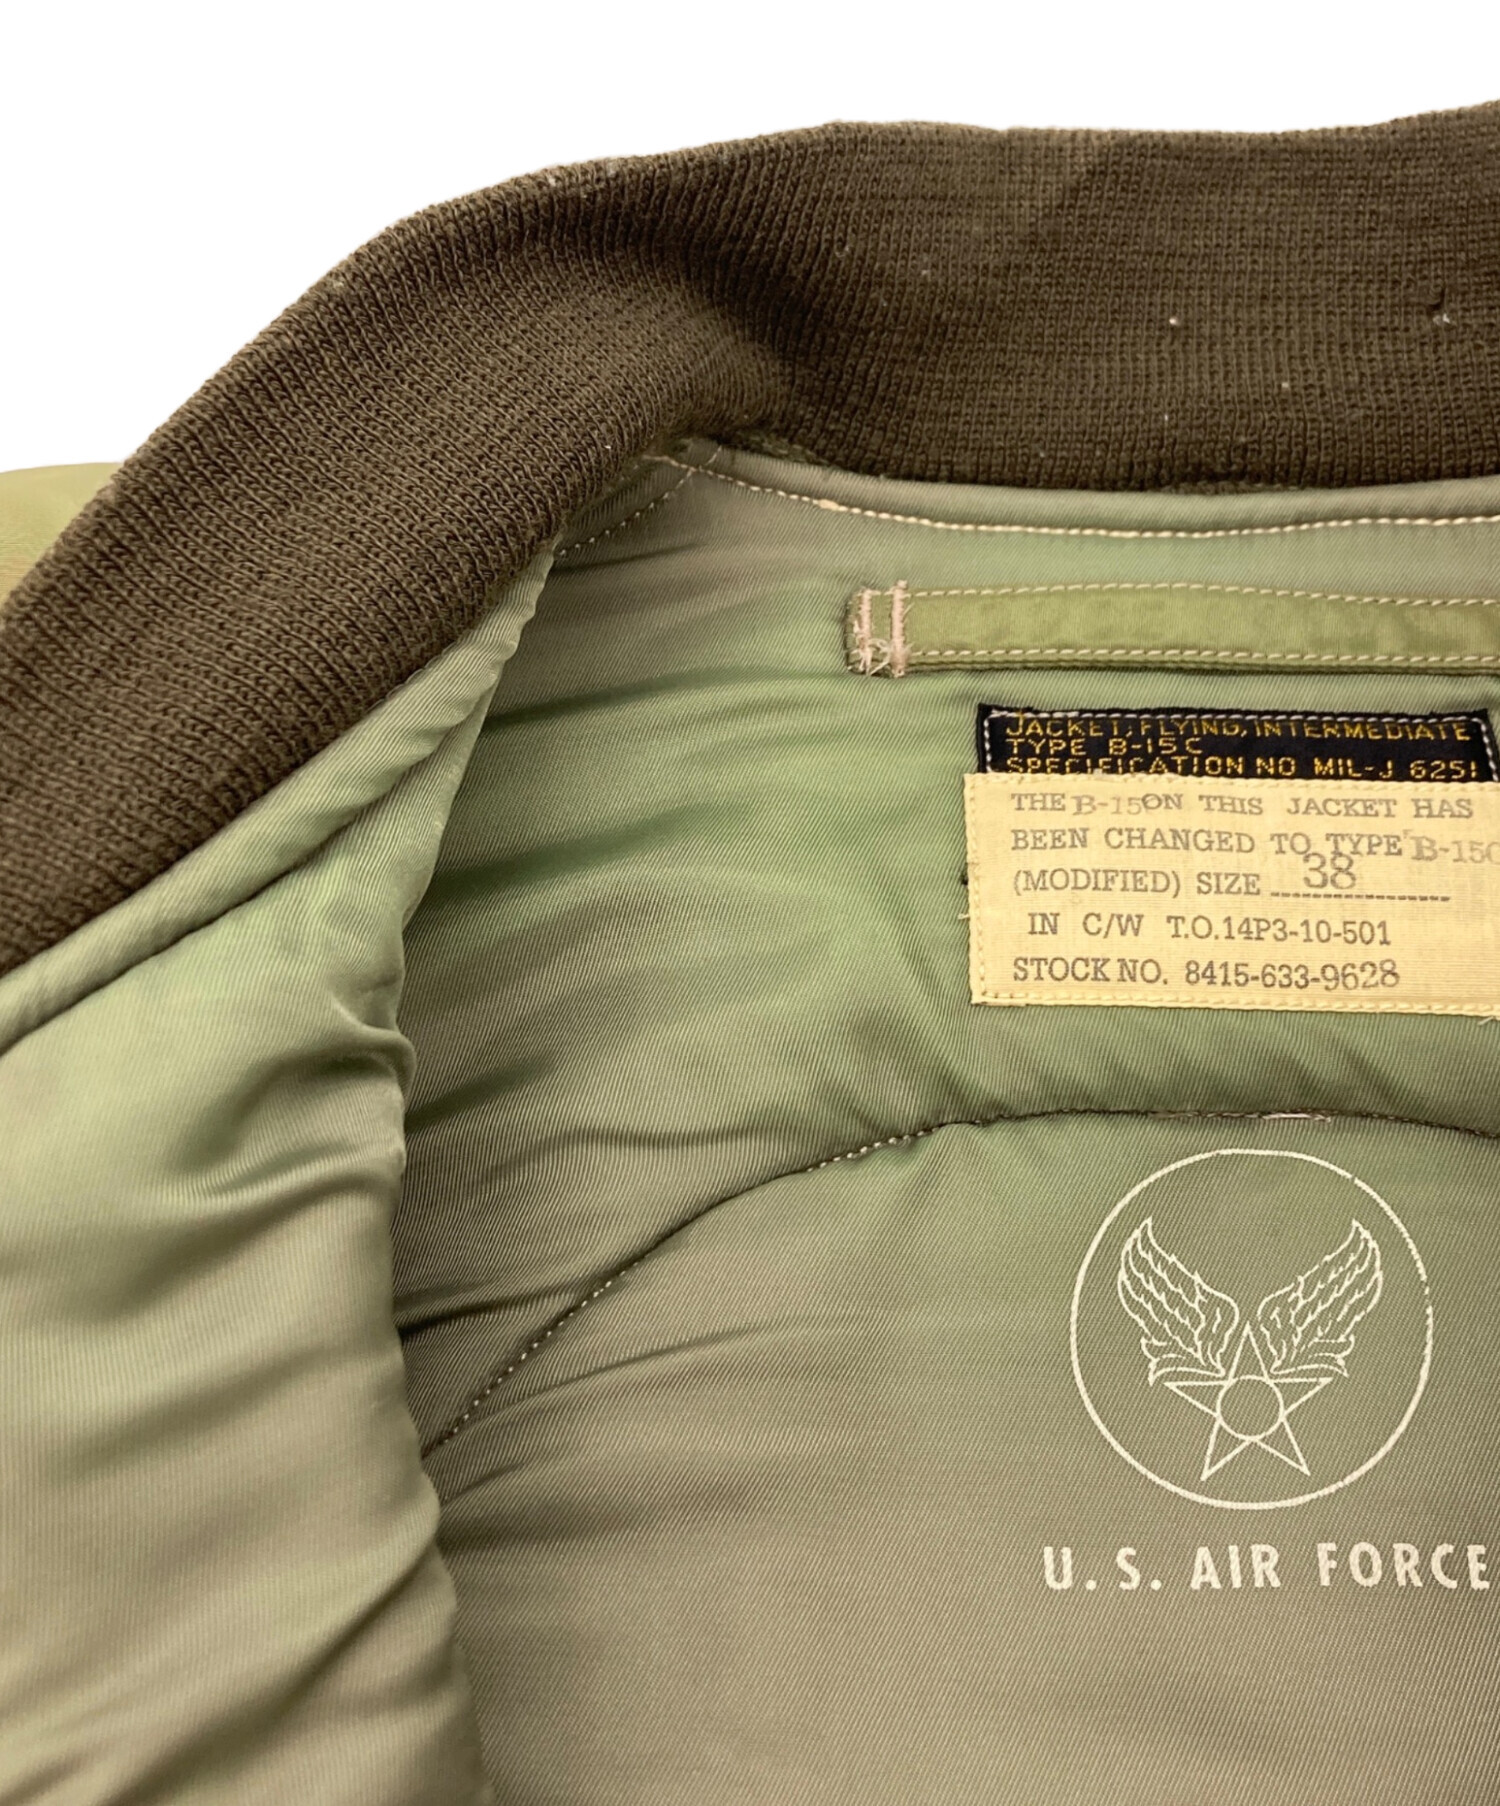 JACKET, FLYING, INTERMEDIATE
TYPE B-15C
SPECIFICATION NO MIL-J 6251
THE B-15 ON THIS JACKET HAS
BEEN CHANGED TO TYPE B-15C
(MODIFIED) SIZE 38
IN C/W T.O.14P3-10-501
STOCK NO. 8415-633-9628
U.S. AIR FORCE